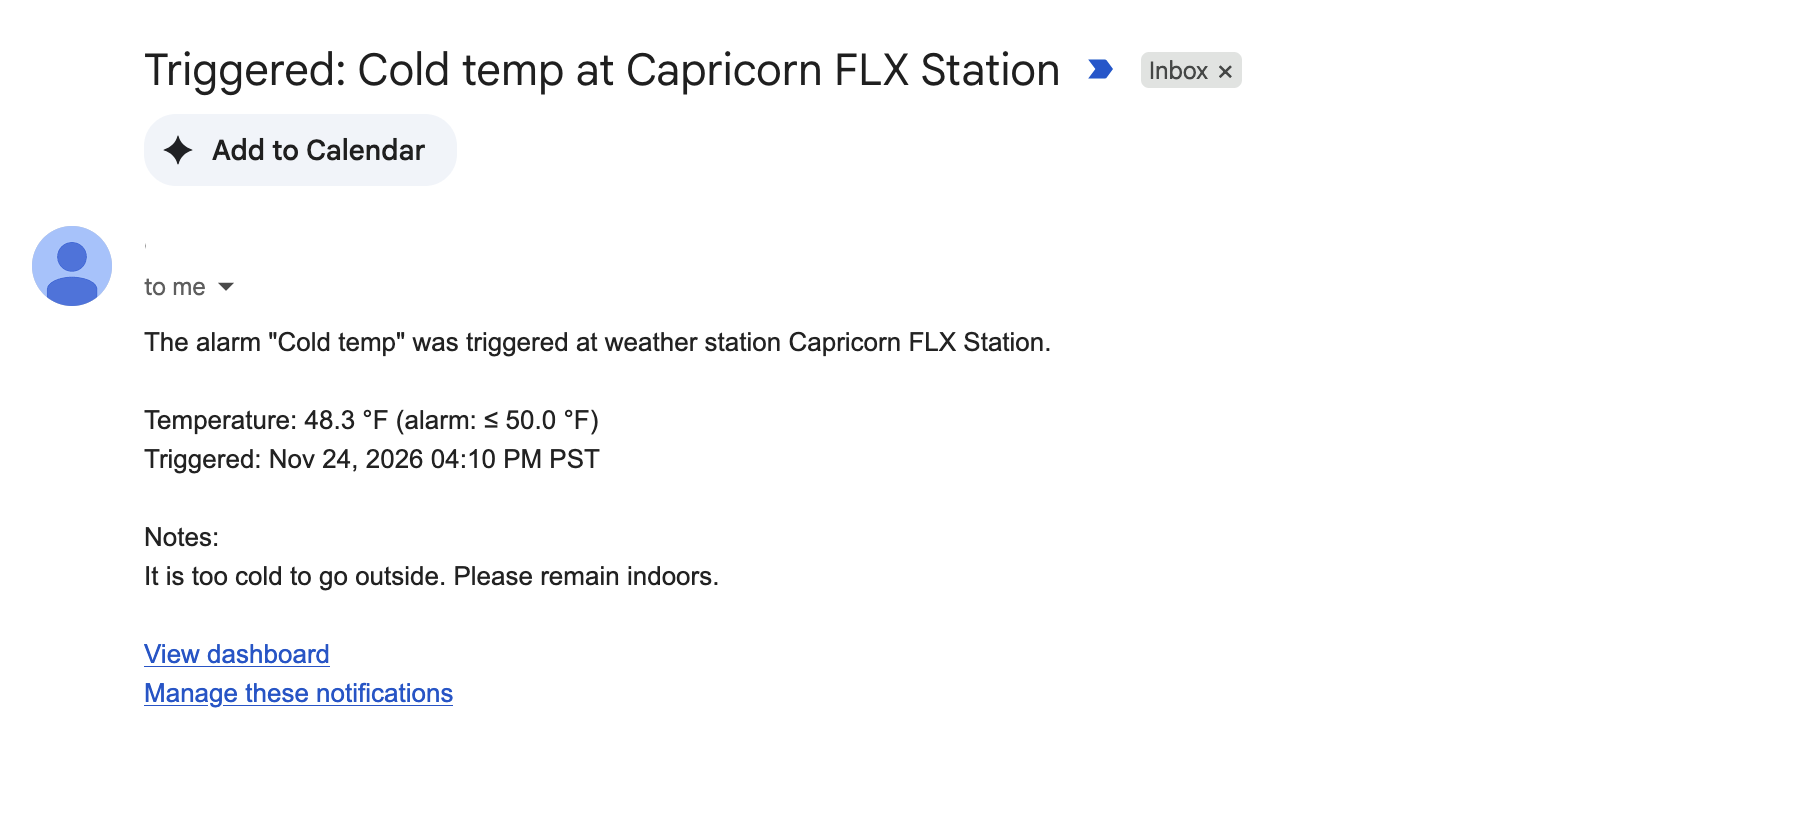 Triggered: Cold temp at Capricorn FLX Station Inbox ×
Add to Calendar
to me
The alarm "Cold temp" was triggered at weather station Capricorn FLX Station.
Temperature: 48.3 °F (alarm: ≤ 50.0 °F)
Triggered: Nov 24, 2026 04:10 PM PST
Notes:
It is too cold to go outside. Please remain indoors.
View dashboard
Manage these notifications